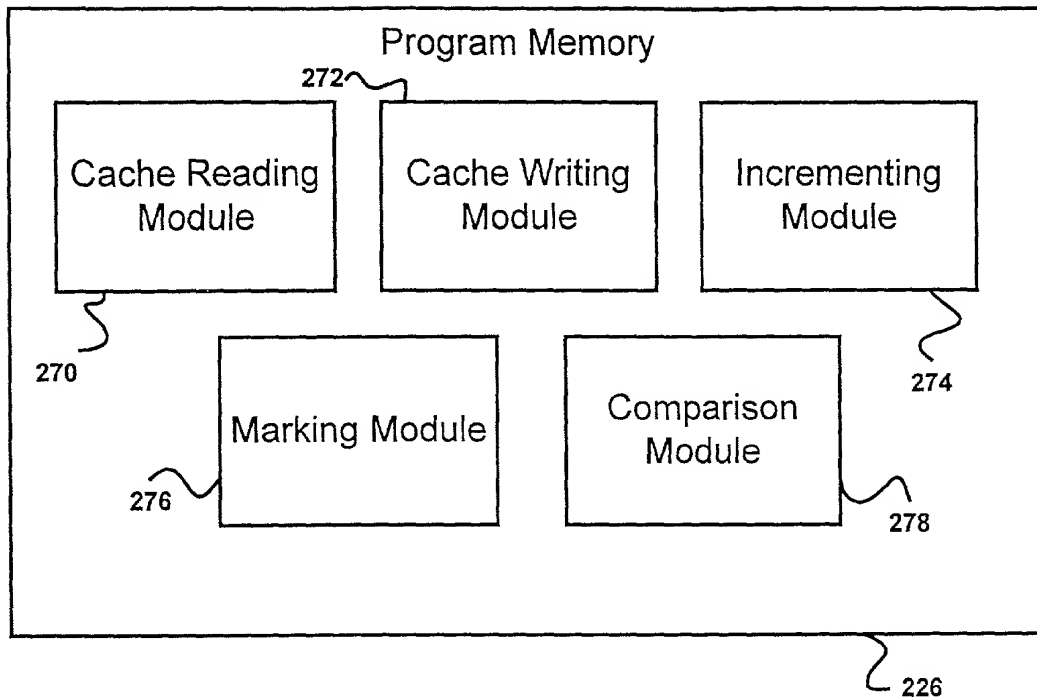 Program Memory
272
Cache Reading
Module
Cache Writing
Module
Incrementing
Module
270
274
Marking Module
Comparison
Module
276
278
226